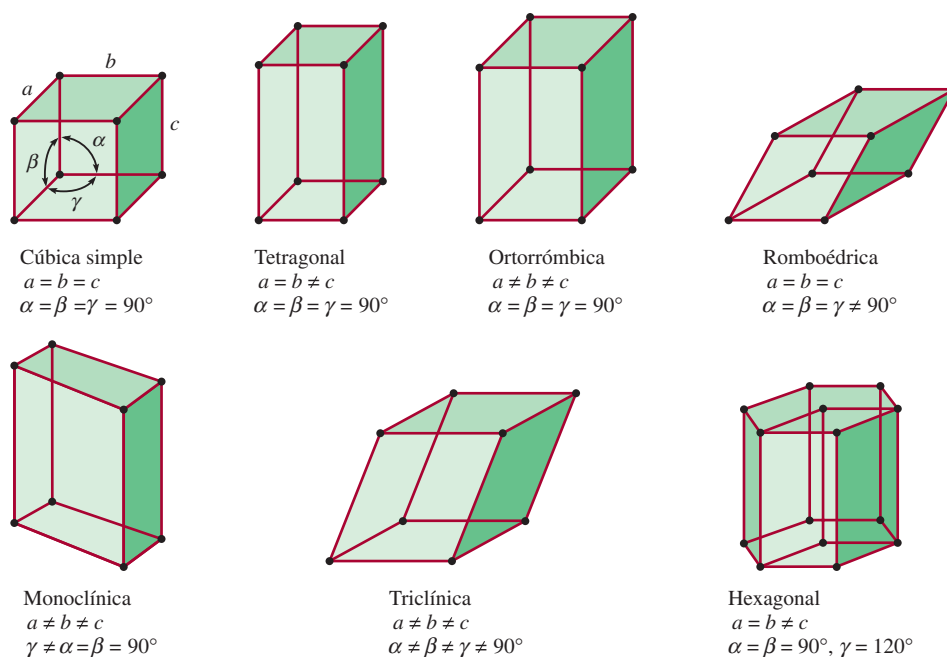 b
a
c
α
β
γ
Cúbica simple
a = b = c
α = β = γ = 90°
Tetragonal
a = b ≠ c
α = β = γ = 90°
Ortorrómbica
a ≠ b ≠ c
α = β = γ = 90°
Romboédrica
a = b = c
α = β = γ ≠ 90°
Monoclínica
a ≠ b ≠ c
γ ≠ α = β = 90°
Triclínica
a ≠ b ≠ c
α ≠ β ≠ γ ≠ 90°
Hexagonal
a = b ≠ c
α = β = 90°, γ = 120°